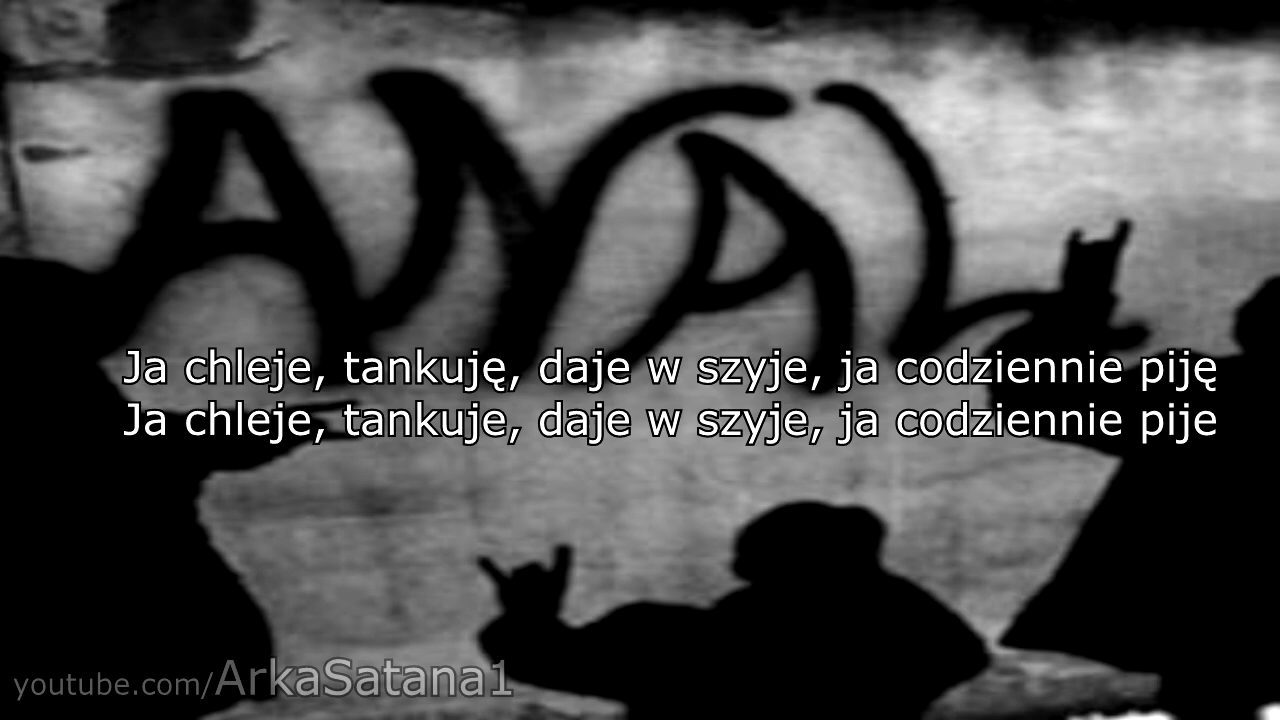 Ja chleje, tankuję, daje w szyje, ja codziennie piję
Ja chleje, tankuje, daje w szyje, ja codziennie pije
youtube.com/ArkaSatana1